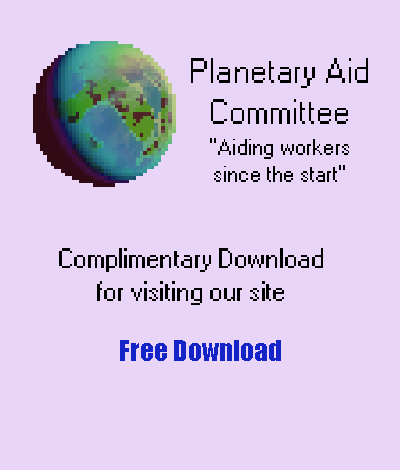 Planetary Aid
Committee
"Aiding workers
since the start"
Complimentary Download
for visiting our site
Free Download